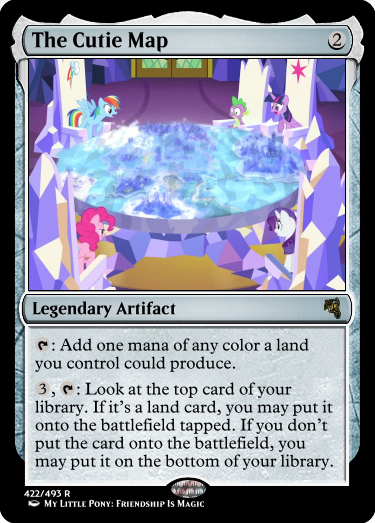 The Cutie Map 2
Legendary Artifact
: Add one mana of any color a land
you control could produce.
3, : Look at the top card of your
library. If it's a land card, you may put it
onto the battlefield tapped. If you don't
put the card onto the battlefield, you
may put it on the bottom of your library.
422/493 R
My Little Pony: Friendship Is Magic